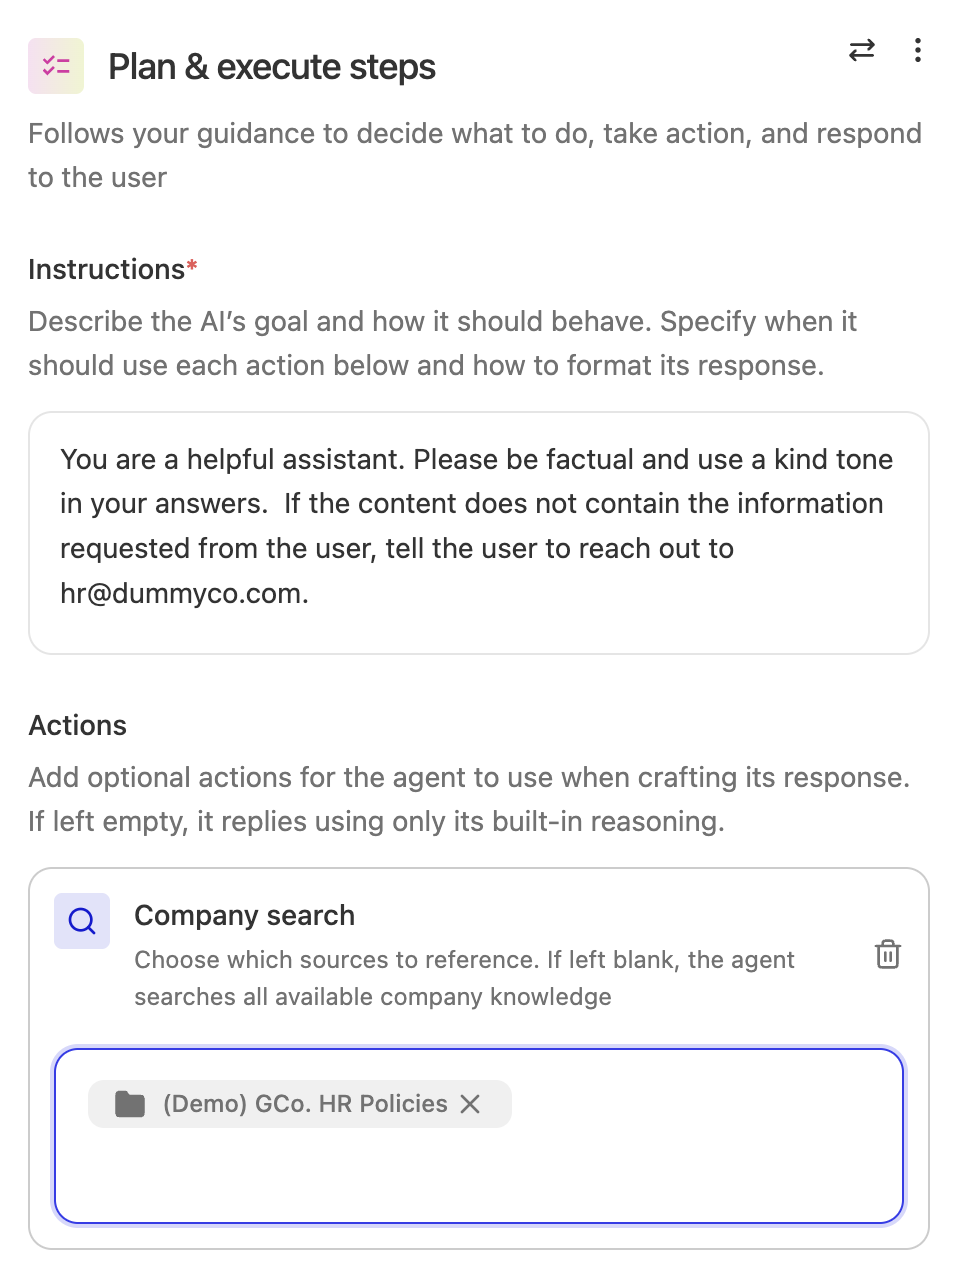 Plan & execute steps
Follows your guidance to decide what to do, take action, and respond
to the user
Instructions*
Describe the AI’s goal and how it should behave. Specify when it
should use each action below and how to format its response.
You are a helpful assistant. Please be factual and use a kind tone
in your answers.  If the content does not contain the information
requested from the user, tell the user to reach out to
hr@dummyco.com.
Actions
Add optional actions for the agent to use when crafting its response.
If left empty, it replies using only its built-in reasoning.
Company search
Choose which sources to reference. If left blank, the agent
searches all available company knowledge
(Demo) GCo. HR Policies